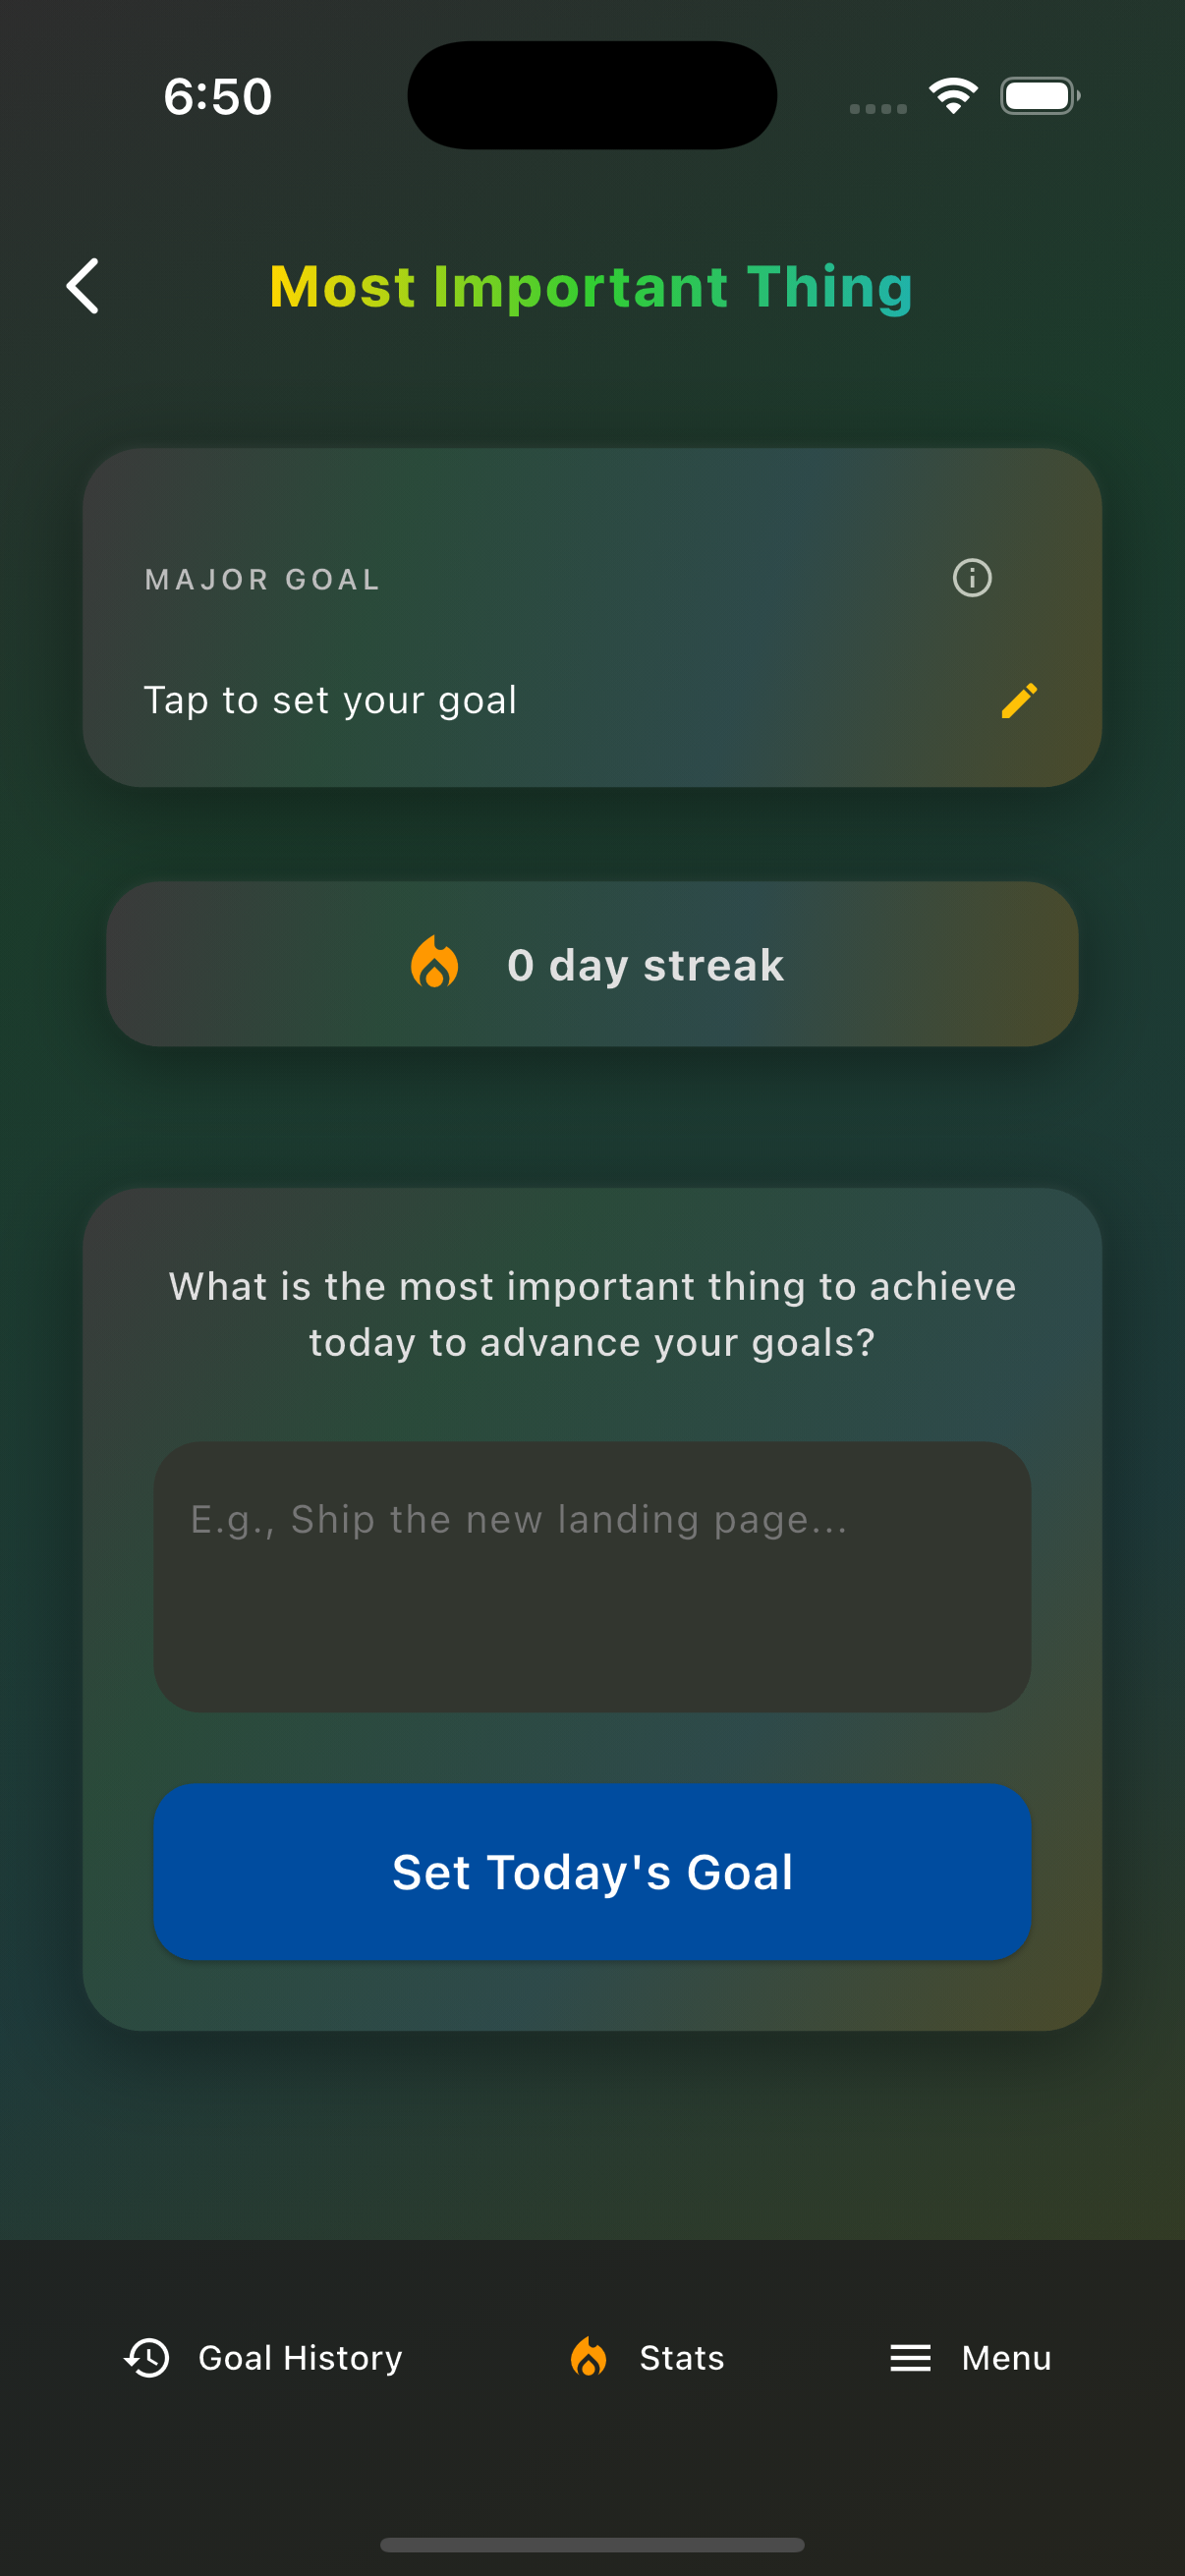 6:50
Most Important Thing
MAJOR GOAL
Tap to set your goal
0 day streak
What is the most important thing to achieve
today to advance your goals?
E.g., Ship the new landing page...
Set Today's Goal
Goal History
Stats
Menu